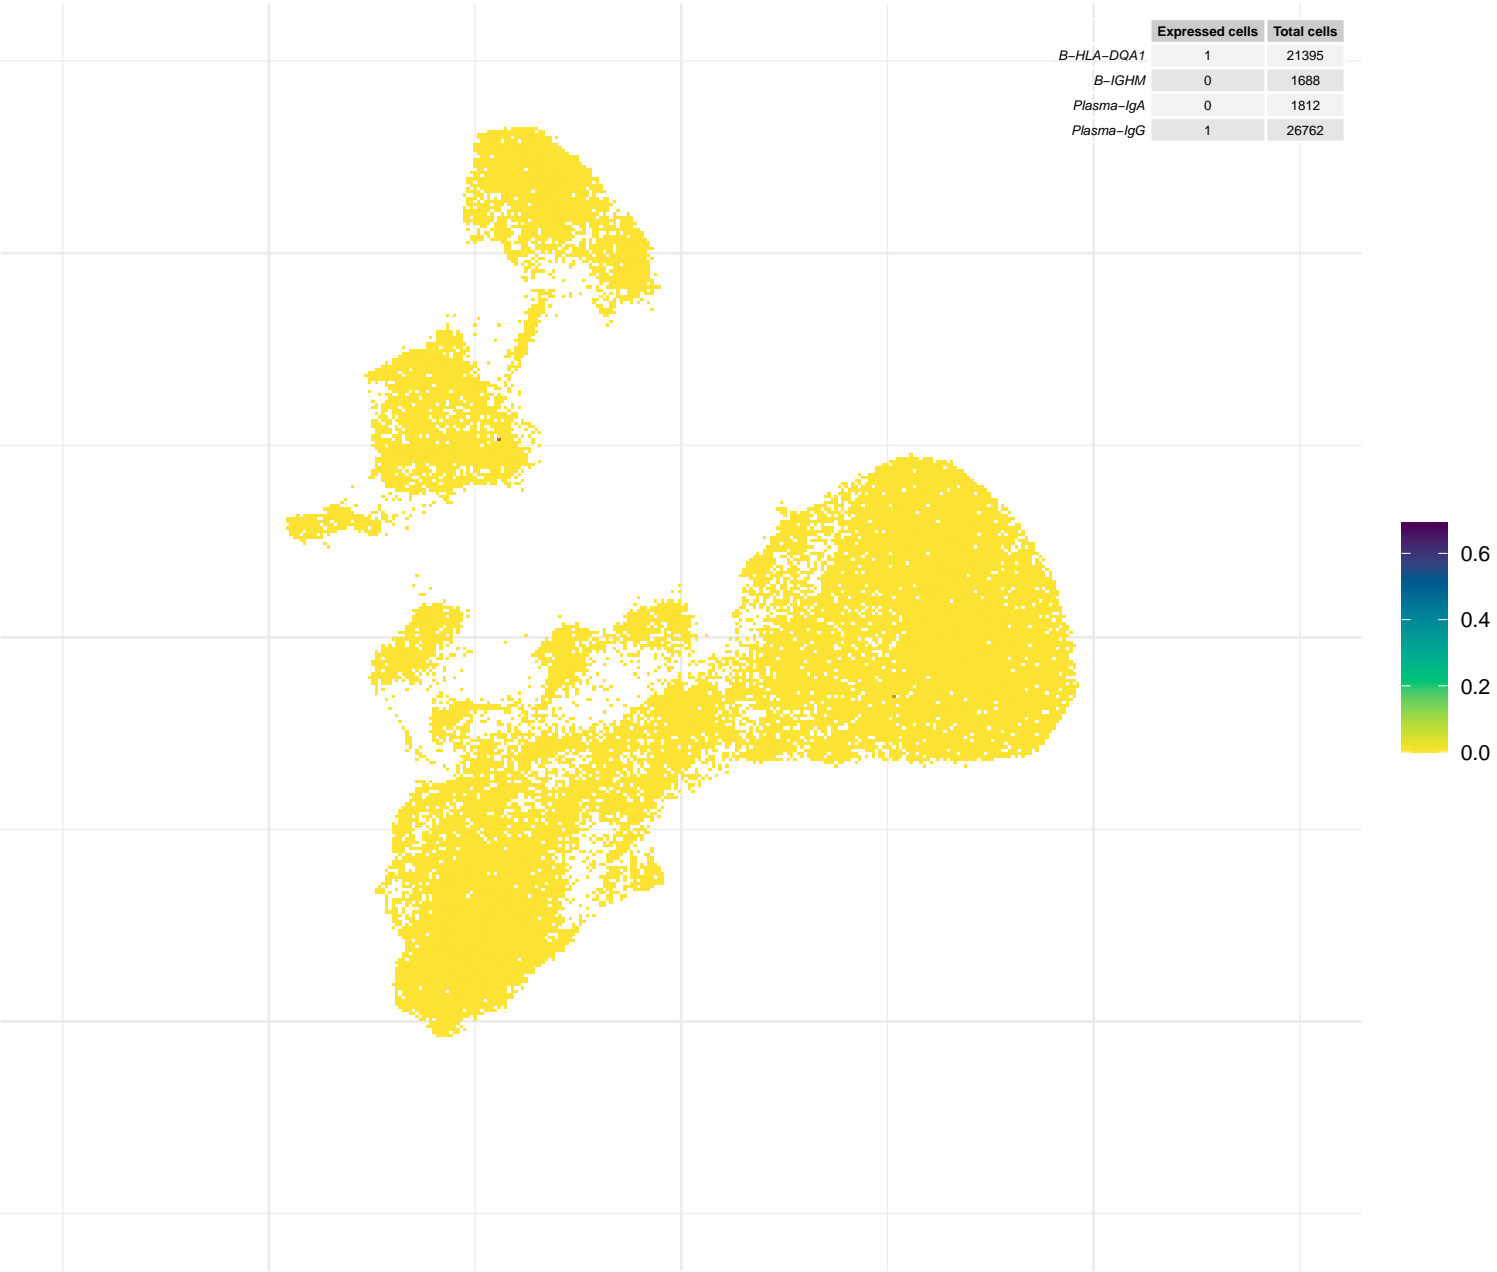 Expressed cells Total cells
B−HLA−DQA1 1 21395
B−IGHM 0 1688
Plasma−IgA 0 1812
Plasma−IgG 1 26762
0.6
0.4
0.2
0.0